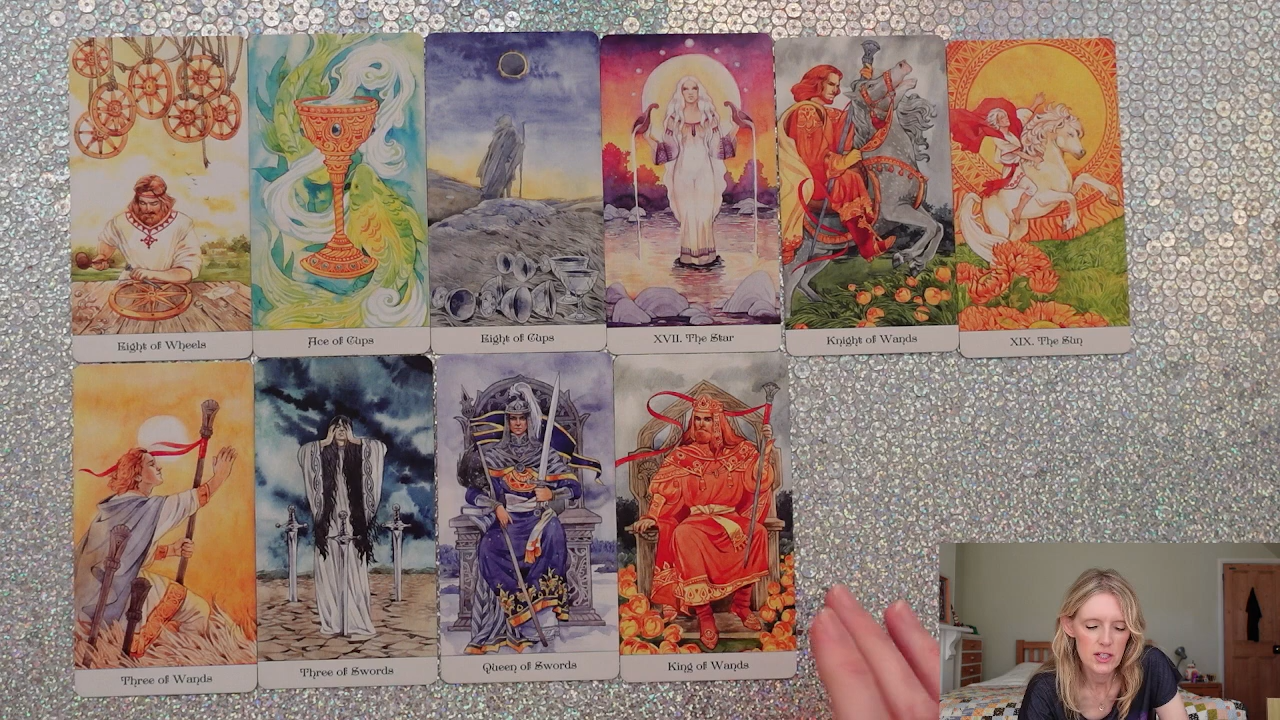 Eight of Wheels
Ace of Cups
Eight of Cups
XVII. The Star
Knight of Wands
XIX. The Sun
Three of Wands
Three of Swords
Queen of Swords
King of Wands